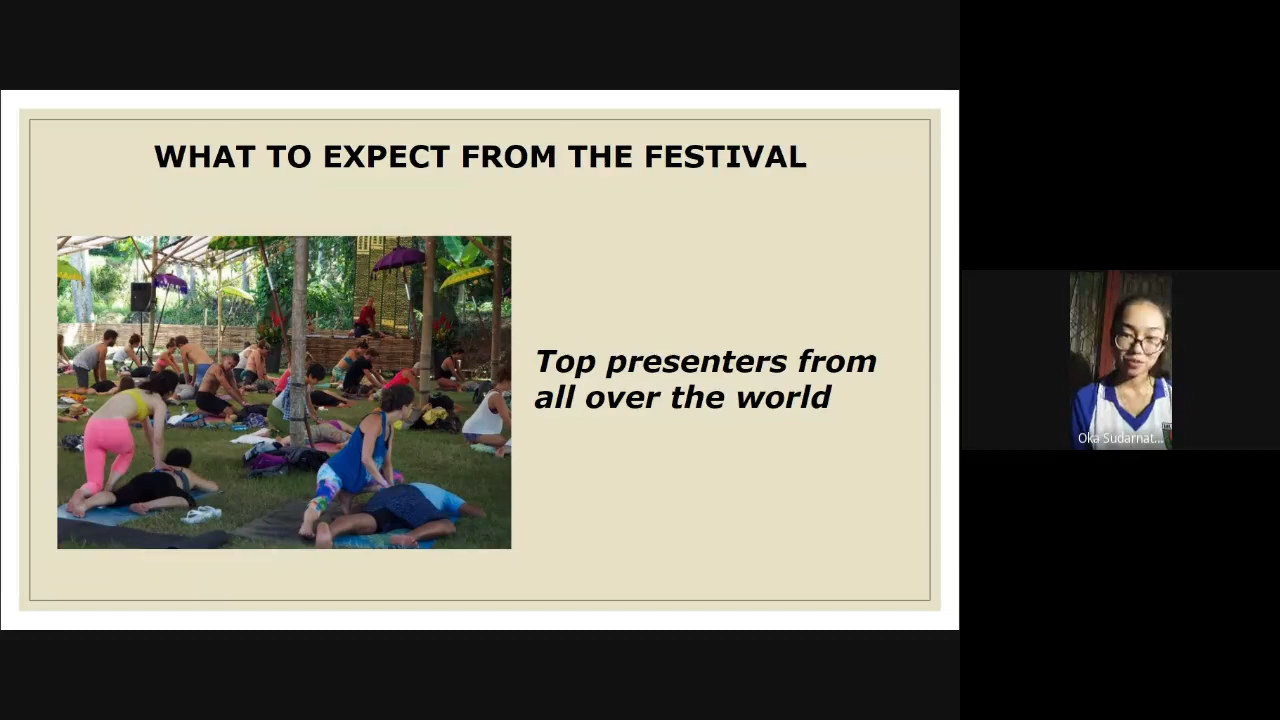 WHAT TO EXPECT FROM THE FESTIVAL
Top presenters from
all over the world
Oka Sudarnat...